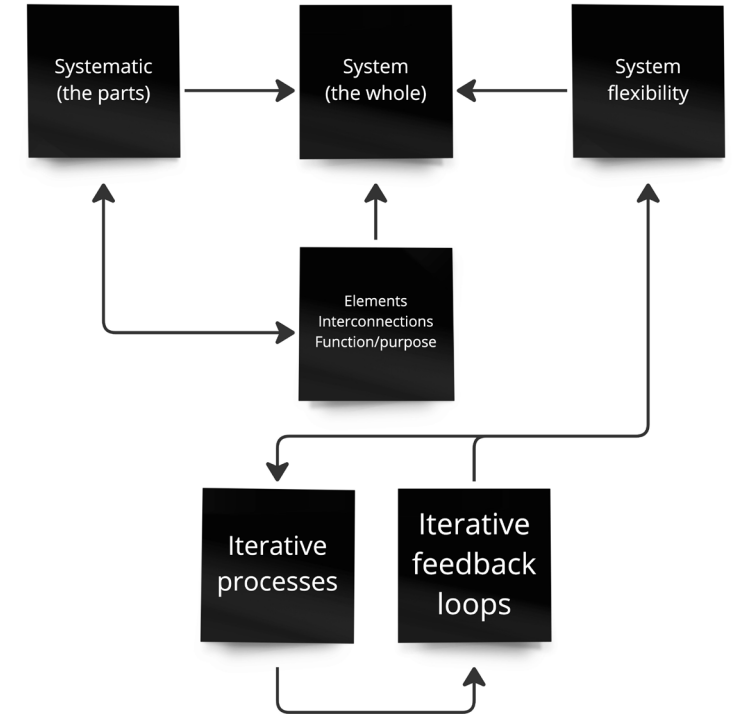 Systematic
(the parts)
System
(the whole)
System
flexibility
Elements
Interconnections
Function/purpose
Iterative
processes
Iterative
feedback
loops